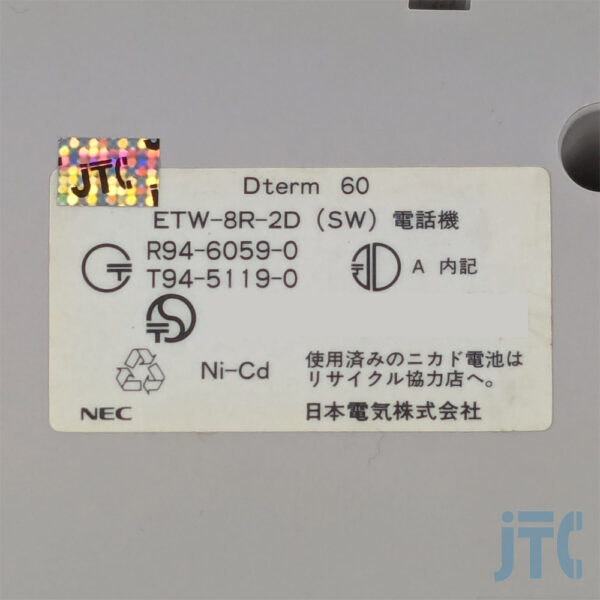 JTC
Dterm 60
ETW-8R-2D (SW) 電話機
R94-6059-0
T94-5119-0
A 内記
Ni-Cd
使用済みのニカド電池は
リサイクル協力店へ。
NEC
日本電気株式会社
JTC